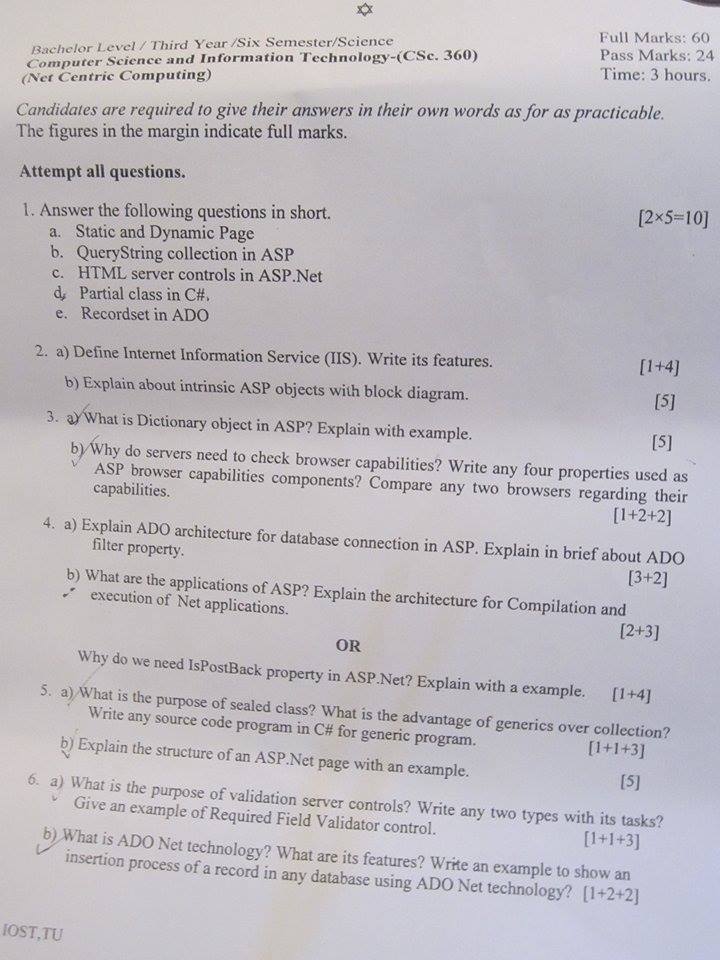 Bachelor Level / Third Year /Six Semester/Science
Full Marks: 60
Computer Science and Information Technology-(CSc. 360)
Pass Marks: 24
(Net Centric Computing)
Time: 3 hours.
Candidates are required to give their answers in their own words as for as practicable.
The figures in the margin indicate full marks.
Attempt all questions.
1. Answer the following questions in short. [2×5=10]
a. Static and Dynamic Page
b. QueryString collection in ASP
c. HTML server controls in ASP.Net
d. Partial class in C#.
e. Recordset in ADO
2. a) Define Internet Information Service (IIS). Write its features. [1+4]
b) Explain about intrinsic ASP objects with block diagram. [5]
3. a) What is Dictionary object in ASP? Explain with example. [5]
b) Why do servers need to check browser capabilities? Write any four properties used as
ASP browser capabilities components? Compare any two browsers regarding their
capabilities. [1+2+2]
4. a) Explain ADO architecture for database connection in ASP. Explain in brief about ADO
filter property. [3+2]
b) What are the applications of ASP? Explain the architecture for Compilation and
execution of Net applications. [2+3]
OR
Why do we need IsPostBack property in ASP.Net? Explain with a example. [1+4]
5. a) What is the purpose of sealed class? What is the advantage of generics over collection?
Write any source code program in C# for generic program. [1+1+3]
b) Explain the structure of an ASP.Net page with an example. [5]
6. a) What is the purpose of validation server controls? Write any two types with its tasks?
Give an example of Required Field Validator control. [1+1+3]
b) What is ADO Net technology? What are its features? Write an example to show an
insertion process of a record in any database using ADO Net technology? [1+2+2]
IOST,TU